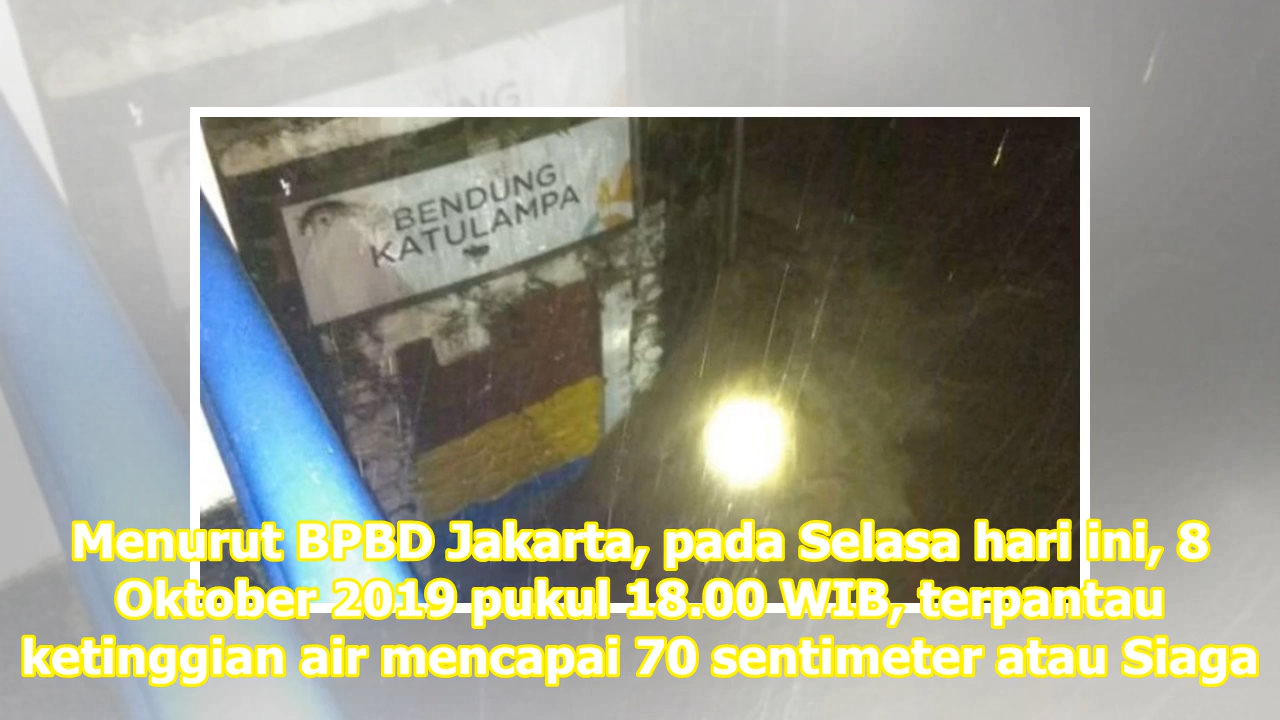 BENDUNG
KATULAMPA
Menurut BPBD Jakarta, pada Selasa hari ini, 8
Oktober 2019 pukul 18.00 WIB, terpantau
ketinggian air mencapai 70 sentimeter atau Siaga